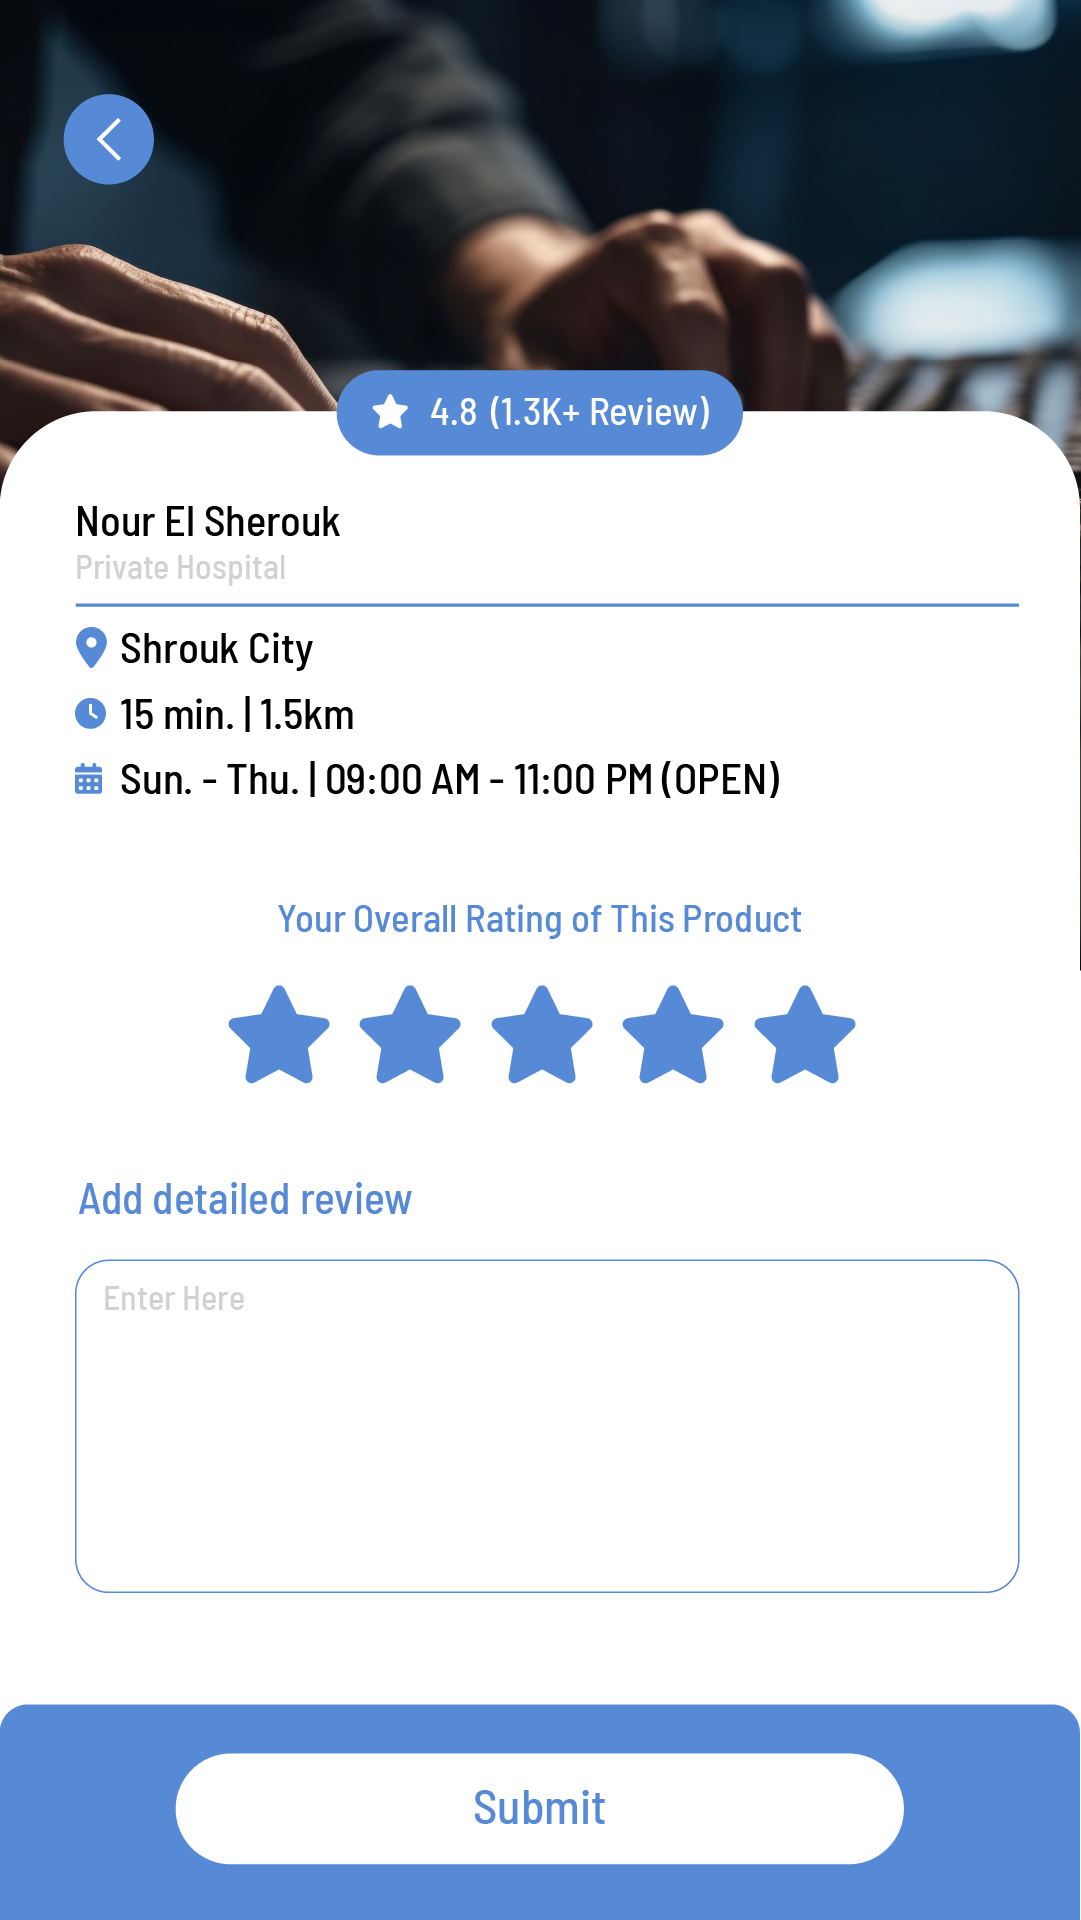 4.8 (1.3K+ Review)
Nour El Sherouk
Private Hospital
Shrouk City
15 min. | 1.5km
Sun. - Thu. | 09:00 AM - 11:00 PM (OPEN)
Your Overall Rating of This Product
Add detailed review
Enter Here
Submit